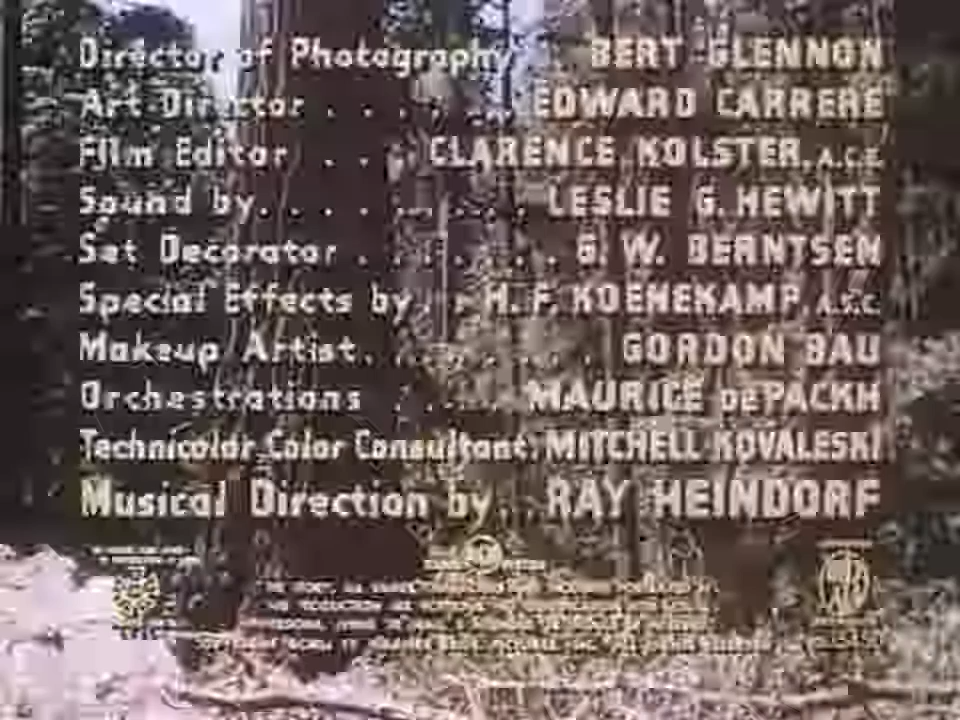 Director of Photography . . BERT GLENNON
Art Director . . . . . . EDWARD CARRERE
Film Editor . . . . CLARENCE KOLSTER, A.C.E.
Sound by. . . . . . . . . . LESLIE G. HEWITT
Set Decorator . . . . . . . . G. W. BERNTSEN
Special Effects by . . H. F. KOENEKAMP, A.S.C.
Makeup Artist. . . . . . . . . GORDON BAU
Orchestrations . . . . . MAURICE DEPACKH
Technicolor Color Consultant. MITCHELL KOVALESKI
Musical Direction by . . RAY HEINDORF